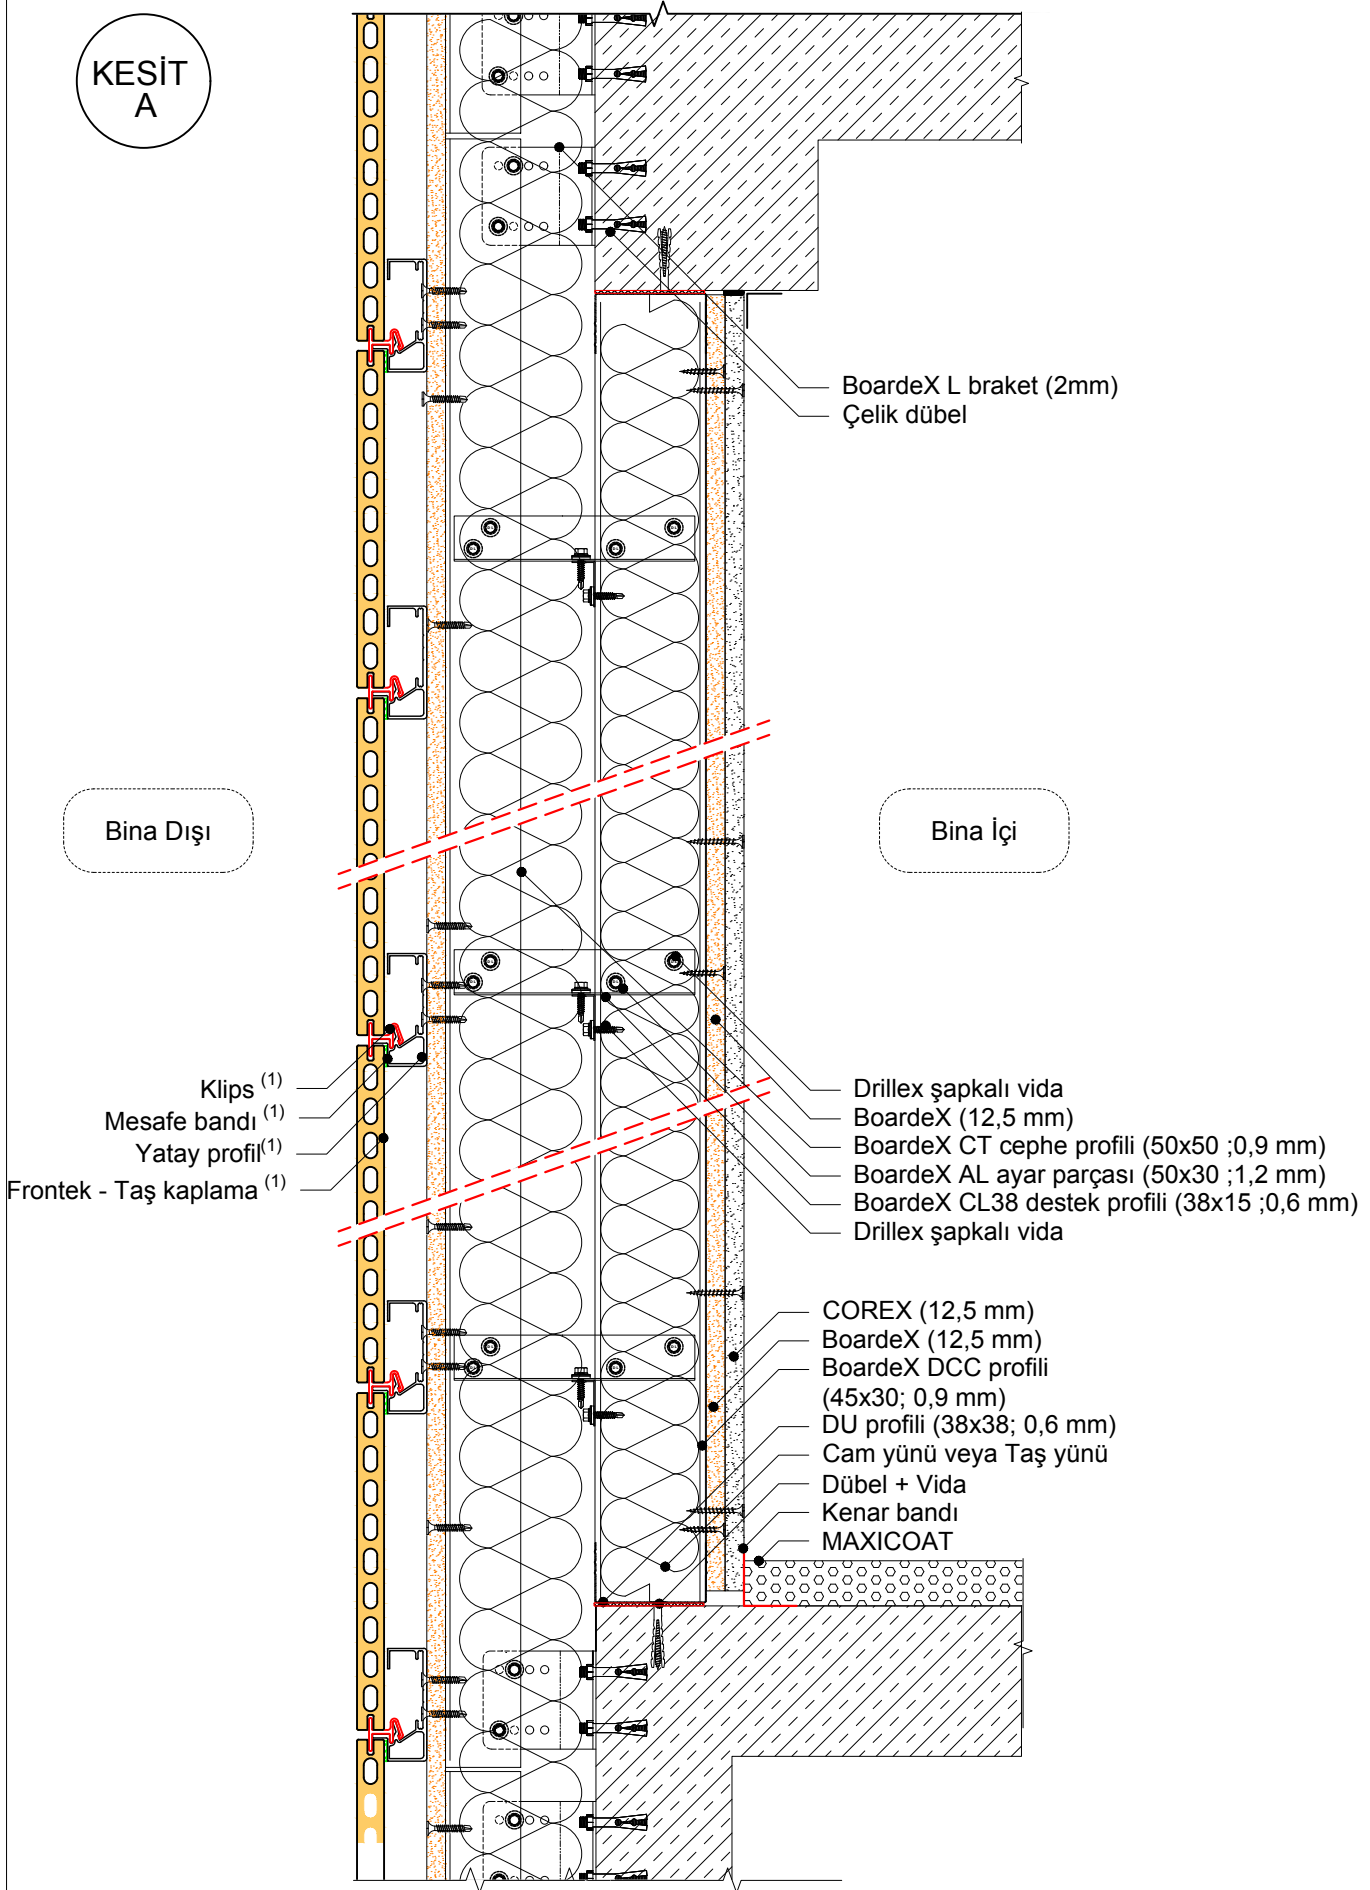 KESİT
A
BoardeX L braket (2mm)
Çelik dübel
Bina Dışı
Bina İçi
Klips (1)
Mesafe bandı (1)
Yatay profil(1)
Frontek - Taş kaplama (1)
Drillex şapkalı vida
BoardeX (12,5 mm)
BoardeX CT cephe profili (50x50 ;0,9 mm)
BoardeX AL ayar parçası (50x30 ;1,2 mm)
BoardeX CL38 destek profili (38x15 ;0,6 mm)
Drillex şapkalı vida
COREX (12,5 mm)
BoardeX (12,5 mm)
BoardeX DCC profili
(45x30; 0,9 mm)
DU profili (38x38; 0,6 mm)
Cam yünü veya Taş yünü
Dübel + Vida
Kenar bandı
MAXICOAT